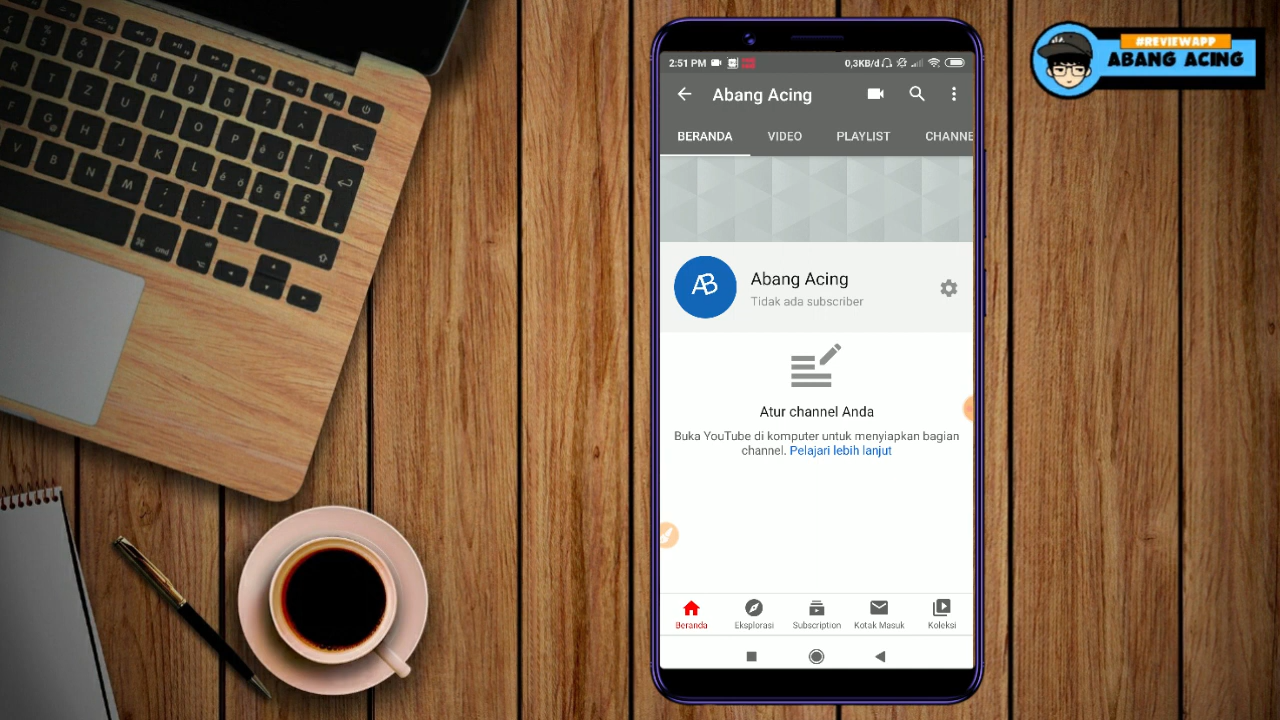 #REVIEWAPP
ABANG ACING
2:51 PM
0,3KB/d
Abang Acing
BERANDA VIDEO PLAYLIST CHANNE
AB
Abang Acing
Tidak ada subscriber
Atur channel Anda
Buka YouTube di komputer untuk menyiapkan bagian
channel. Pelajari lebih lanjut
Beranda Eksplorasi Subscription Kotak Masuk Koleksi